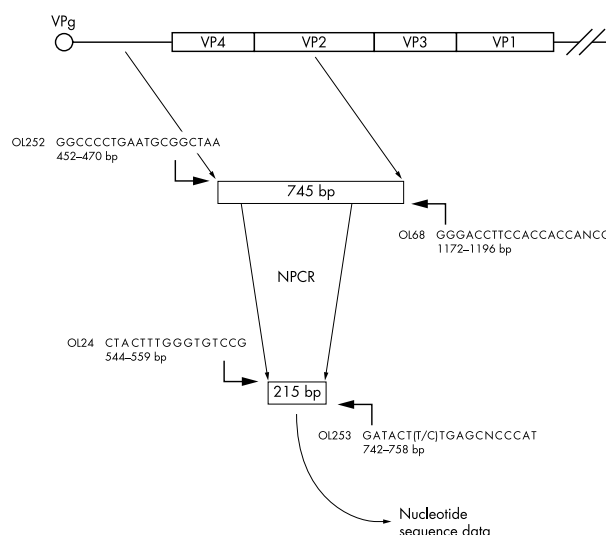 VPg
VP4 VP2 VP3 VP1
OL252 GGCCCCTGAATGCGGCTAA
452–470 bp
745 bp
OL68 GGGACCTTCCACCACCANCC
1172–1196 bp
NPCR
OL24 CTACTTTGGGTGTCCG
544–559 bp
215 bp
OL253 GATACT(T/C)TGAGCNCCCAT
742–758 bp
Nucleotide
sequence data